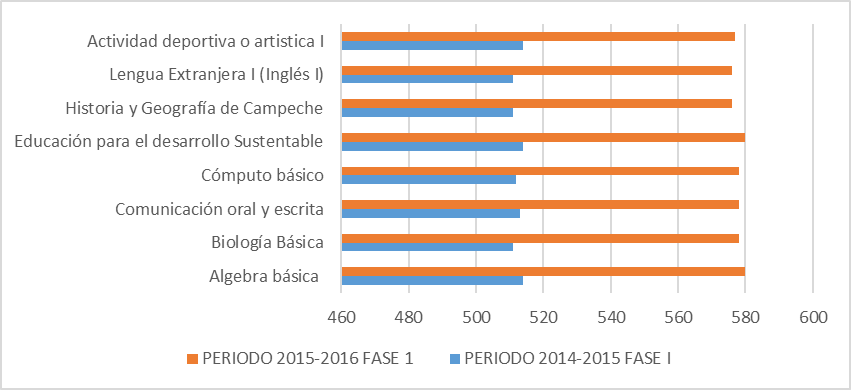 Actividad deportiva o artistica I
Lengua Extranjera I (Inglés I)
Historia y Geografía de Campeche
Educación para el desarrollo Sustentable
Cómputo básico
Comunicación oral y escrita
Biología Básica
Algebra básica
460 480 500 520 540 560 580 600
PERIODO 2015-2016 FASE 1 PERIODO 2014-2015 FASE I